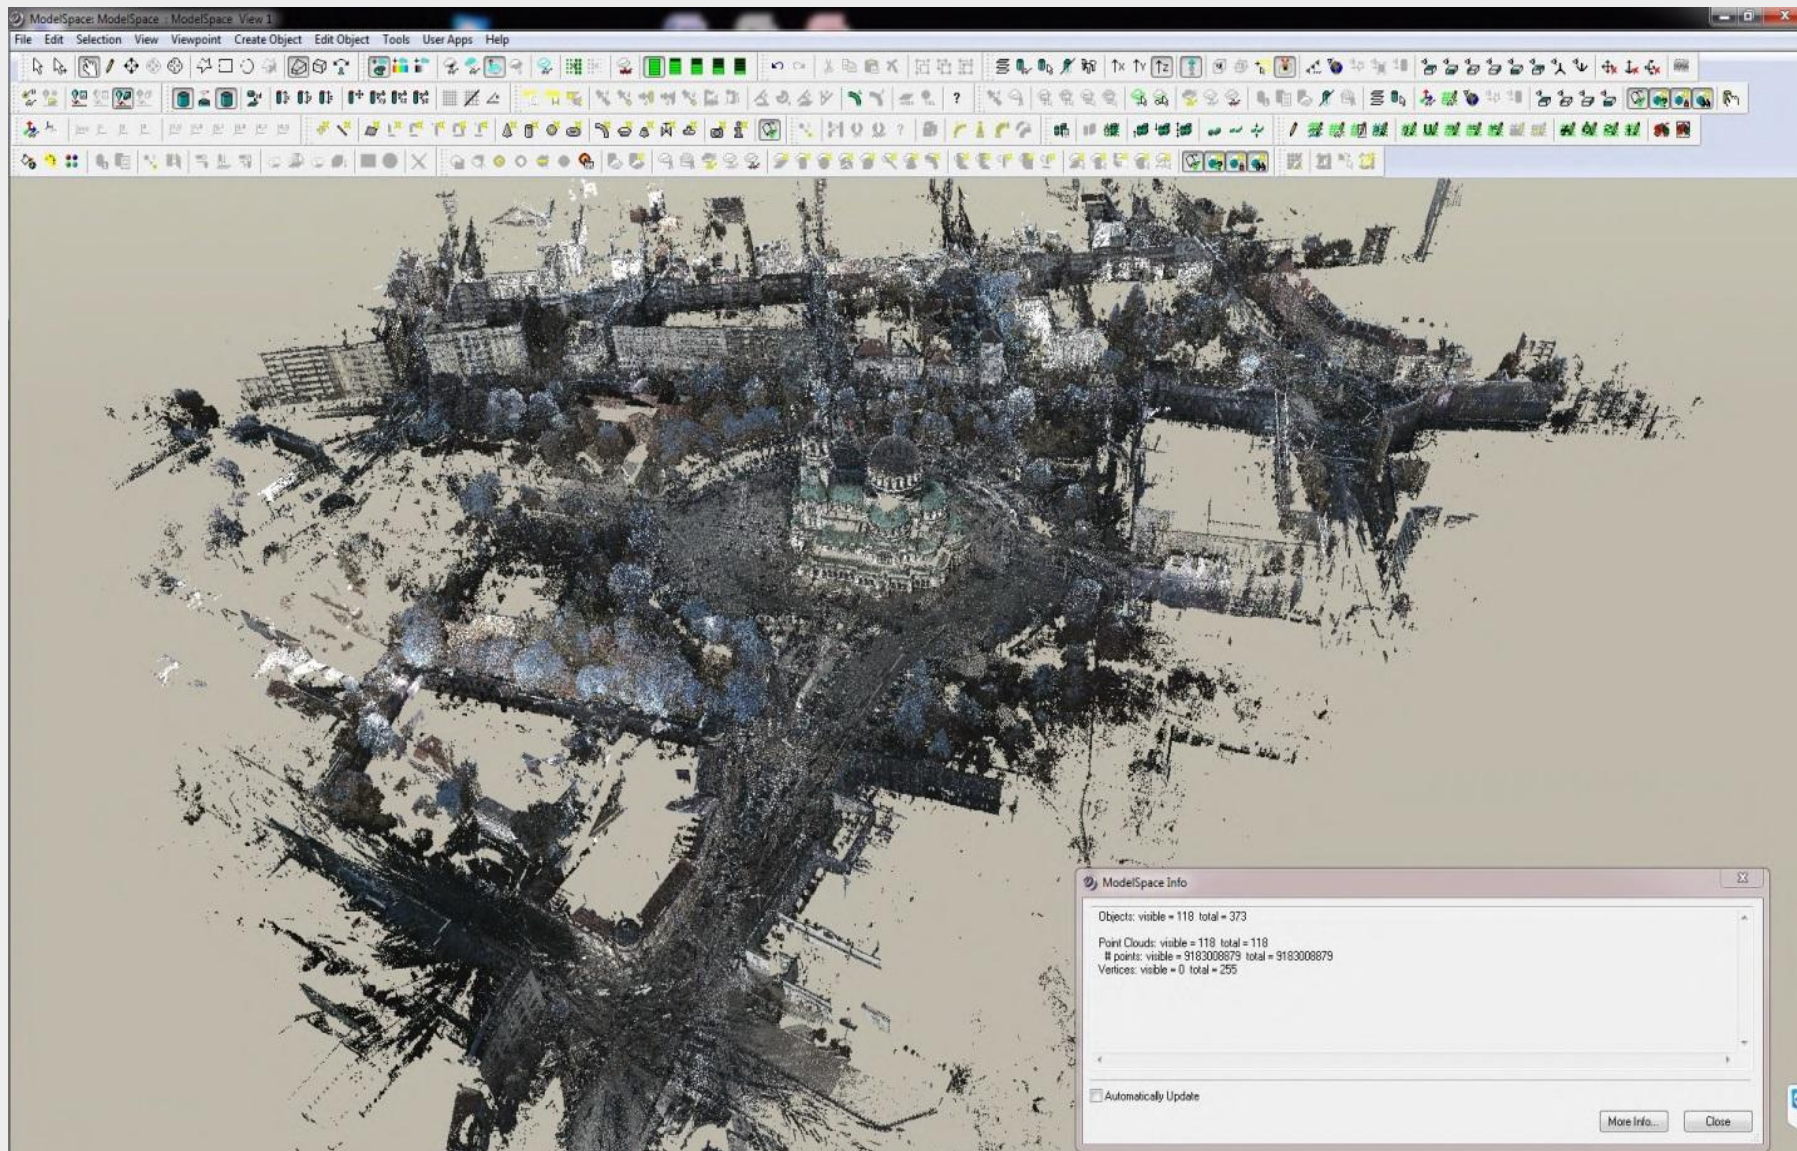 ModelSpace: ModelSpace : ModelSpace View 1
File Edit Selection View Viewpoint Create Object Edit Object Tools User Apps Help
ModelSpace Info
Objects: visible = 118 total = 373
Point Clouds: visible = 118 total = 118
# points: visible = 9183008879 total = 9183008879
Vertices: visible = 0 total = 255
Automatically Update
More Info... Close